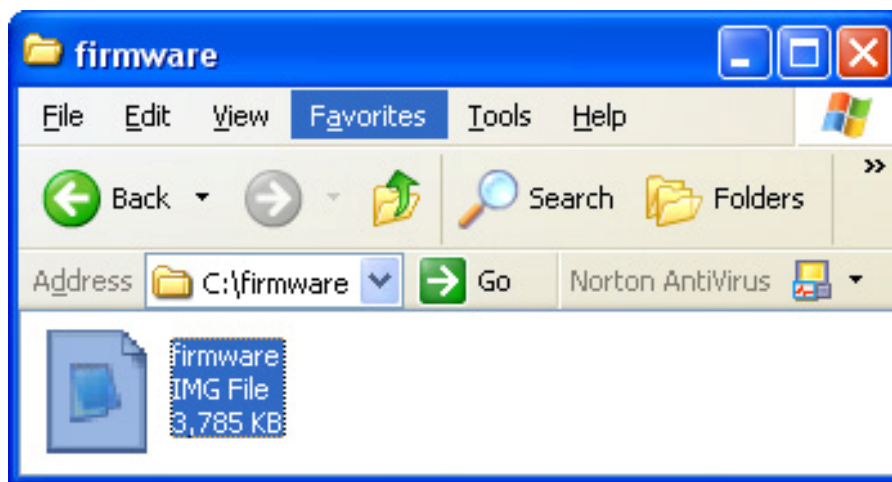 firmware
File Edit View Favorites Tools Help
Back Search Folders »
Address C:\firmware Go Norton AntiVirus
firmware
IMG File
3,785 KB